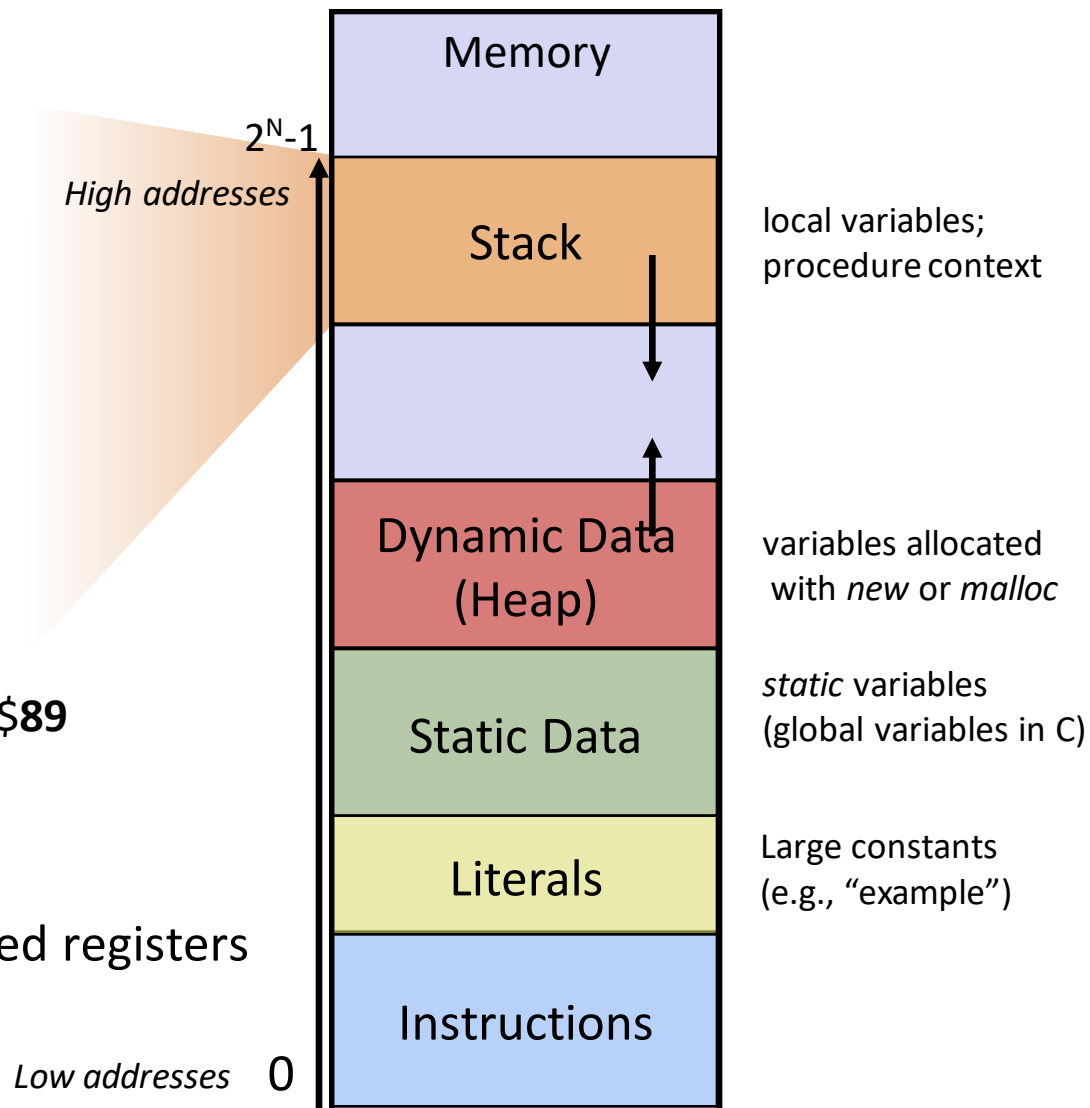 Memory
2ᴺ-1
High addresses
Stack
local variables;
procedure context
Dynamic Data
(Heap)
variables allocated
with new or malloc
$89
Static Data
static variables
(global variables in C)
Literals
Large constants
(e.g., “example”)
ed registers
Instructions
Low addresses 0